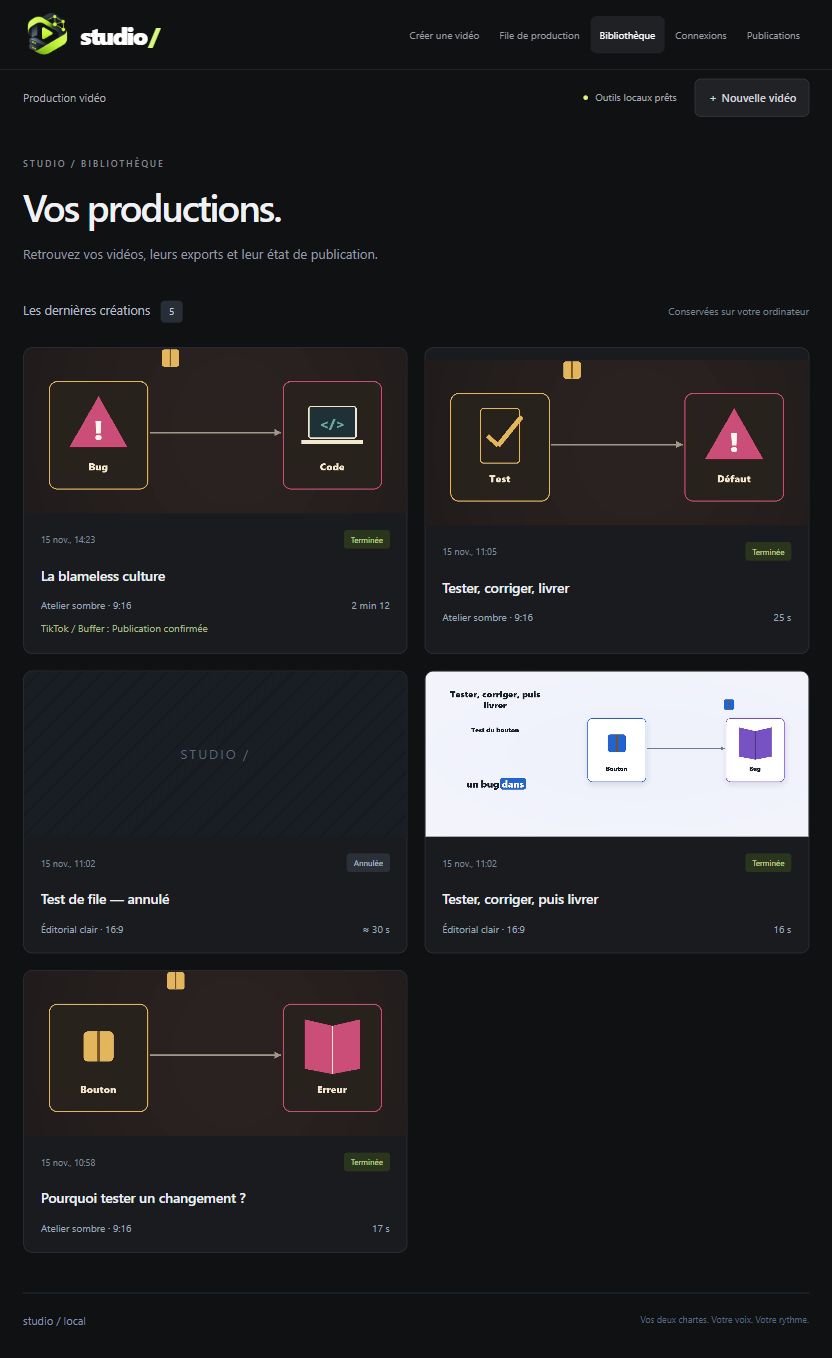 studio/
Créer une vidéo
File de production
Bibliothèque
Connexions
Publications
Production vidéo
Outils locaux prêts
+ Nouvelle vidéo
STUDIO / BIBLIOTHÈQUE
Vos productions.
Retrouvez vos vidéos, leurs exports et leur état de publication.
Les dernières créations 5
Conservées sur votre ordinateur
!
Bug
</>
Code
15 nov., 14:23
Terminée
La blameless culture
Atelier sombre · 9:16
2 min 12
TikTok / Buffer : Publication confirmée
Test
!
Défaut
15 nov., 11:05
Terminée
Tester, corriger, livrer
Atelier sombre · 9:16
25 s
STUDIO /
15 nov., 11:02
Annulée
Test de file — annulé
Éditorial clair · 16:9
≈ 30 s
Tester, corriger, puis
livrer
Test du bouton
un bug dans
Bouton
Bug
15 nov., 11:02
Terminée
Tester, corriger, puis livrer
Éditorial clair · 16:9
16 s
Bouton
Erreur
15 nov., 10:58
Terminée
Pourquoi tester un changement ?
Atelier sombre · 9:16
17 s
studio / local
Vos deux chartes. Votre voix. Votre rythme.